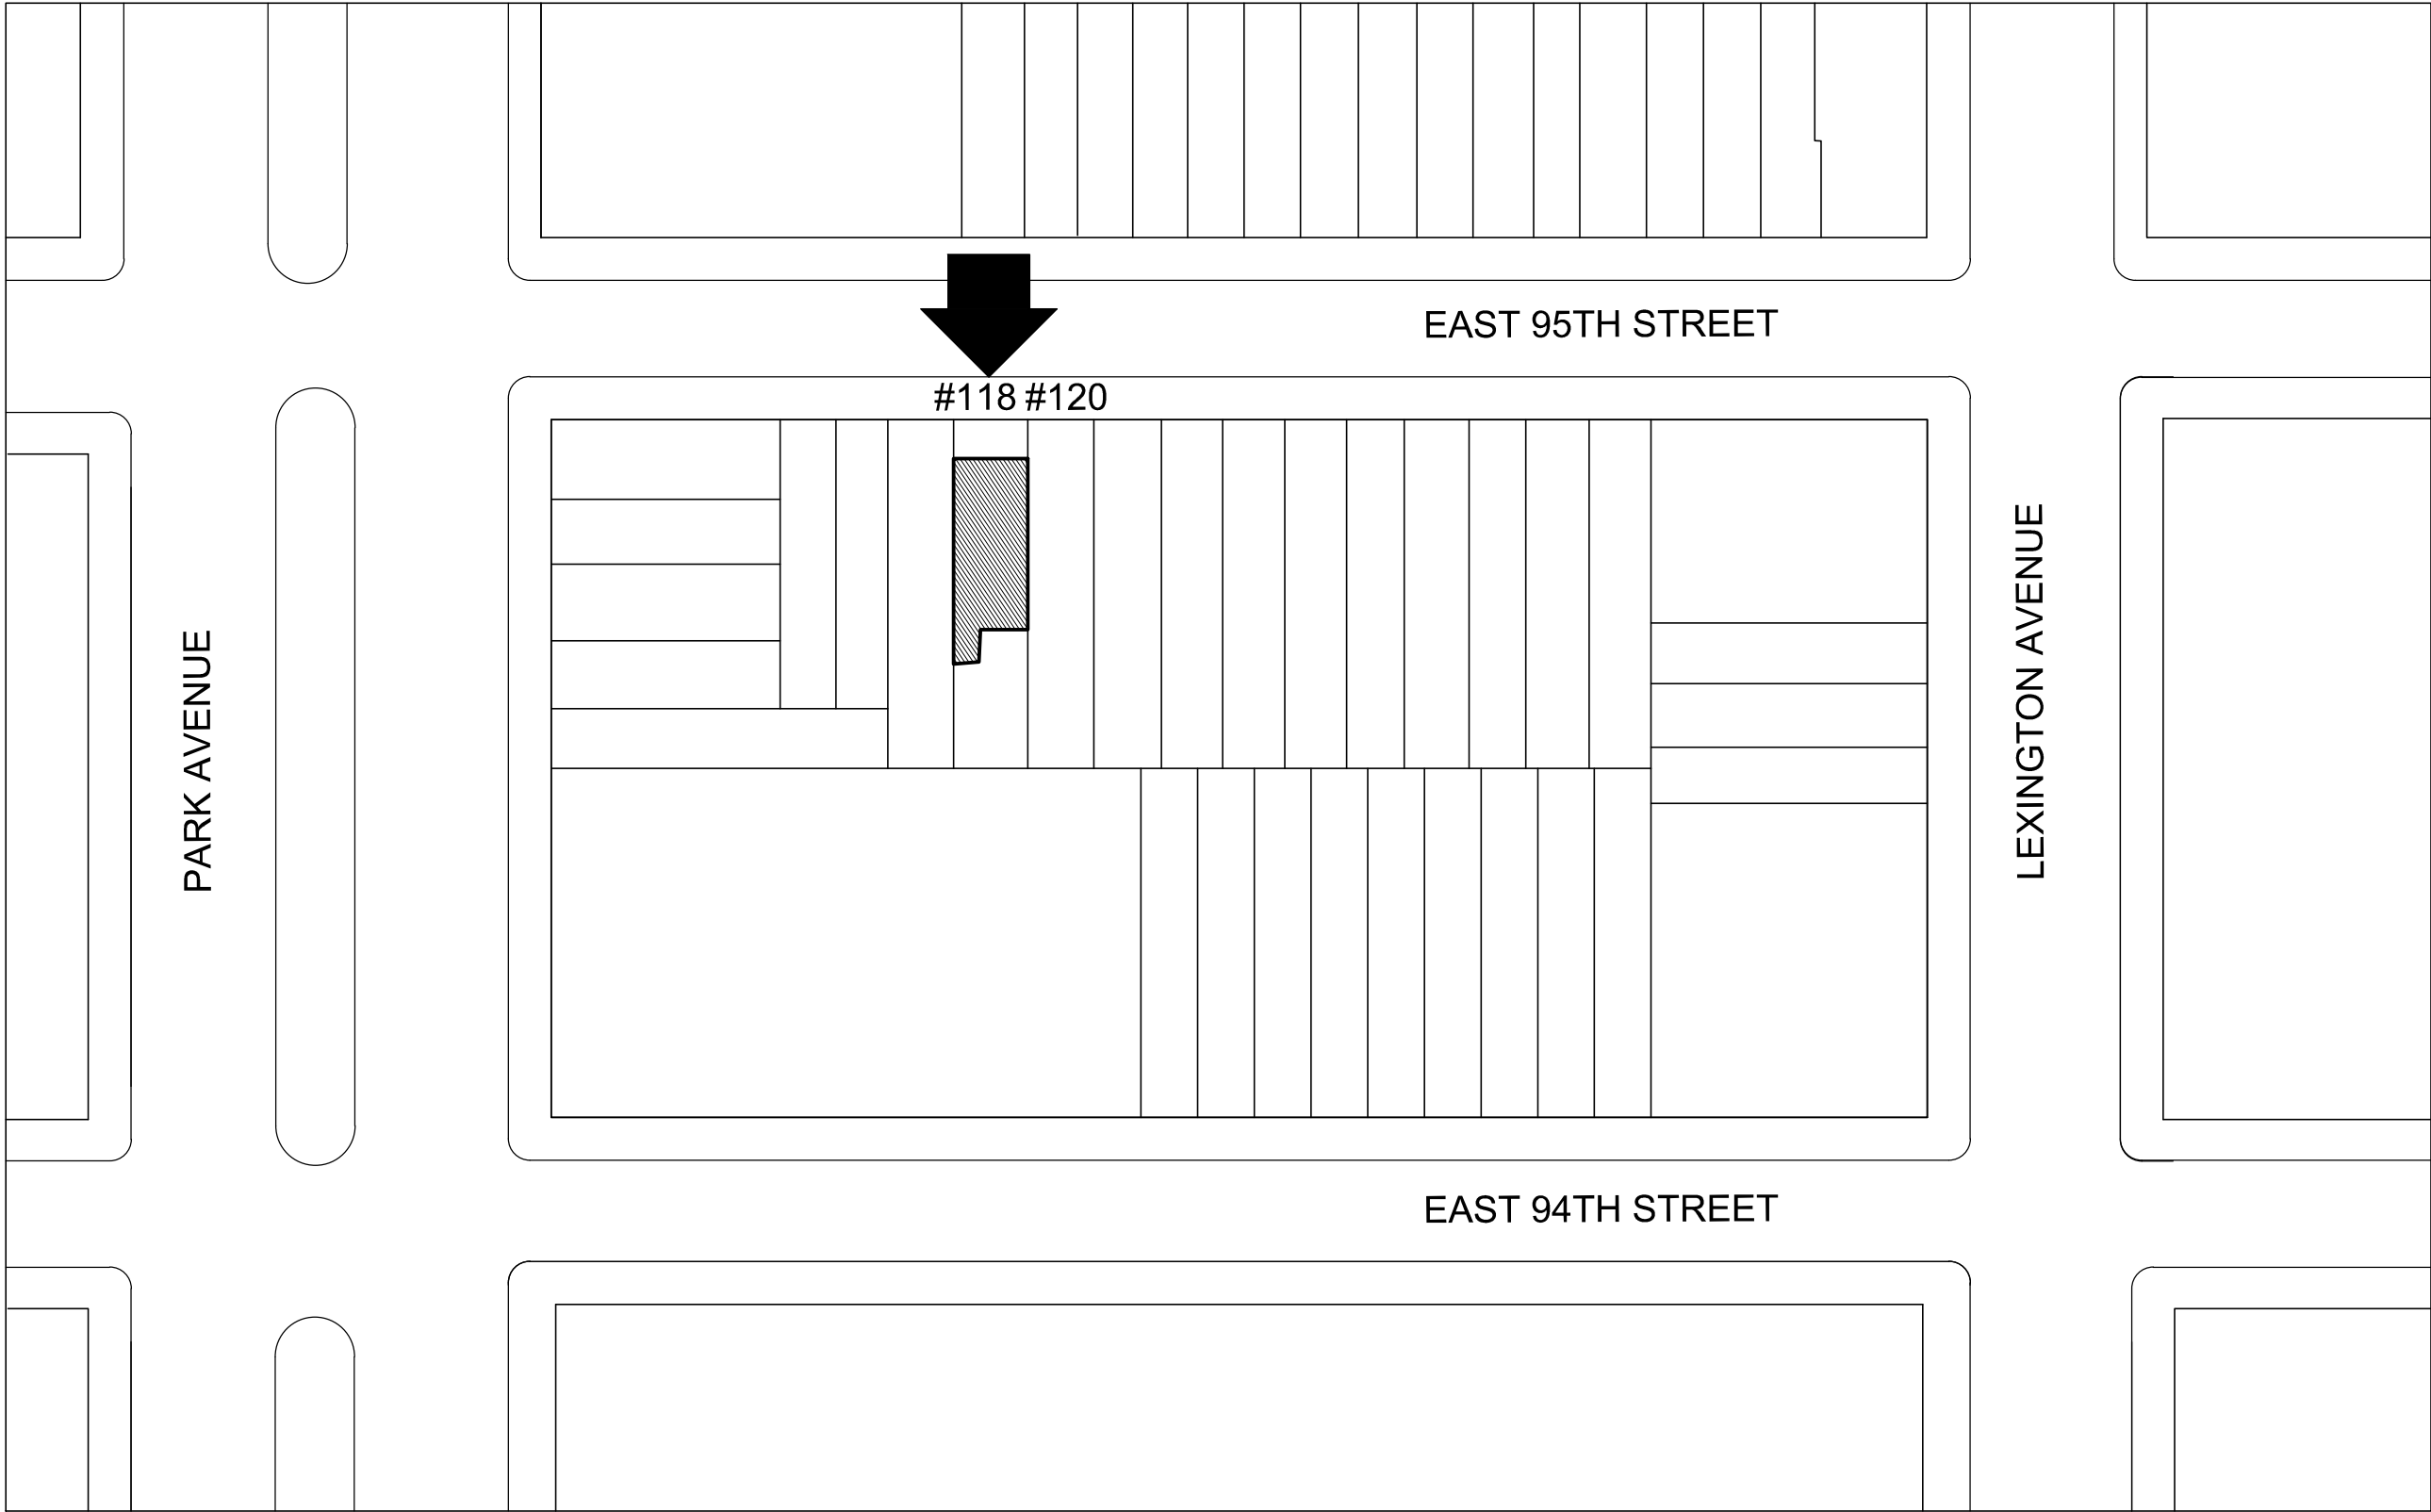 EAST 95TH STREET
#118 #120
PARK AVENUE
LEXINGTON AVENUE
EAST 94TH STREET